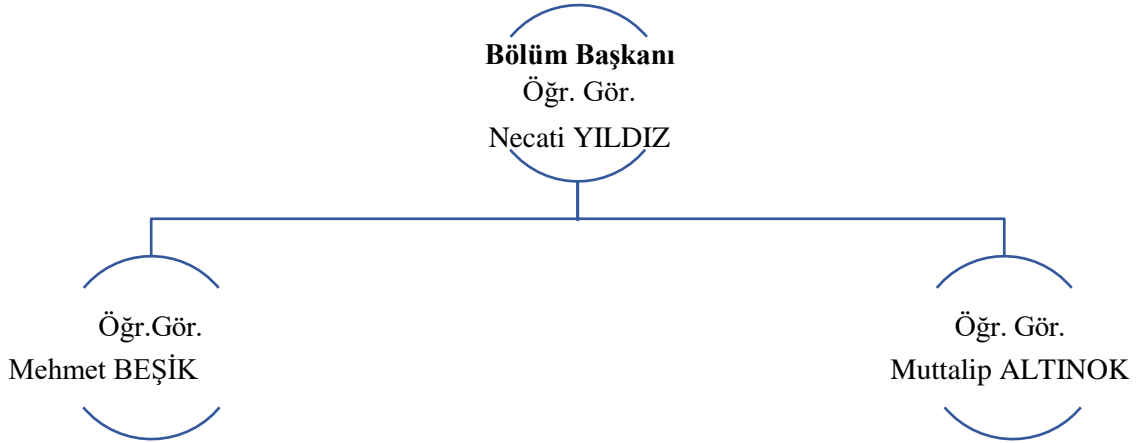 Bölüm Başkanı
Öğr. Gör.
Necati YILDIZ
Öğr.Gör.
Mehmet BEŞİK
Öğr. Gör.
Muttalip ALTINOK